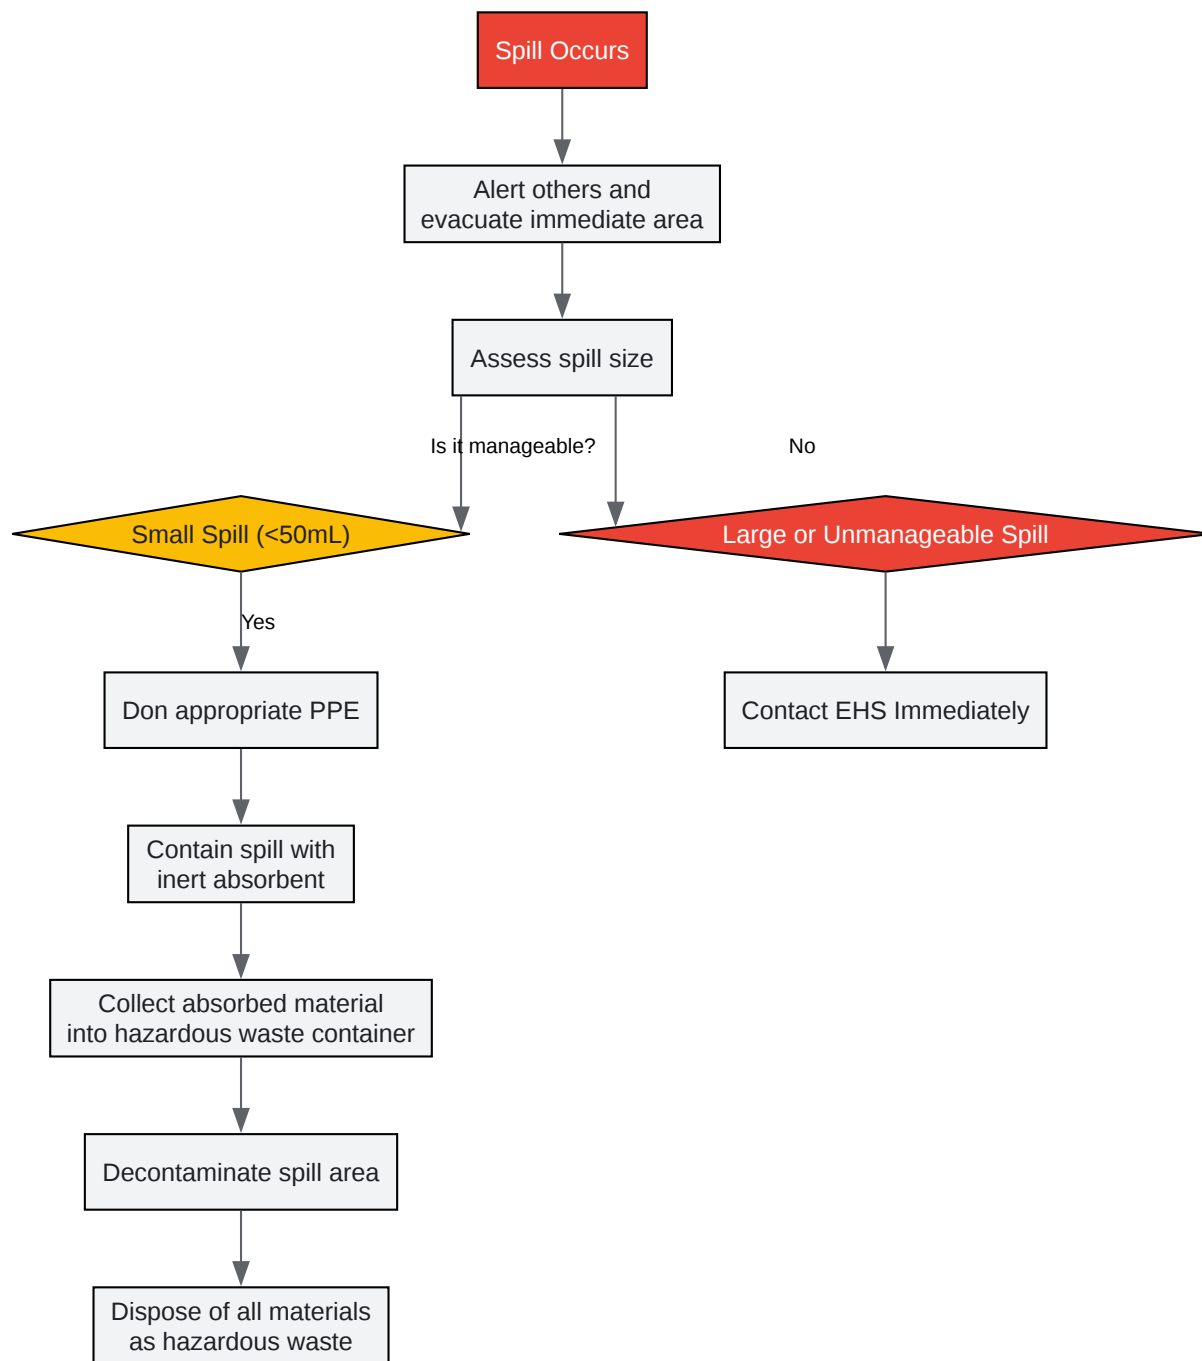 Spill Occurs
Alert others and
evacuate immediate area
Assess spill size
Is it manageable?
No
Small Spill (<50mL)
Large or Unmanageable Spill
Yes
Don appropriate PPE
Contact EHS Immediately
Contain spill with
inert absorbent
Collect absorbed material
into hazardous waste container
Decontaminate spill area
Dispose of all materials
as hazardous waste